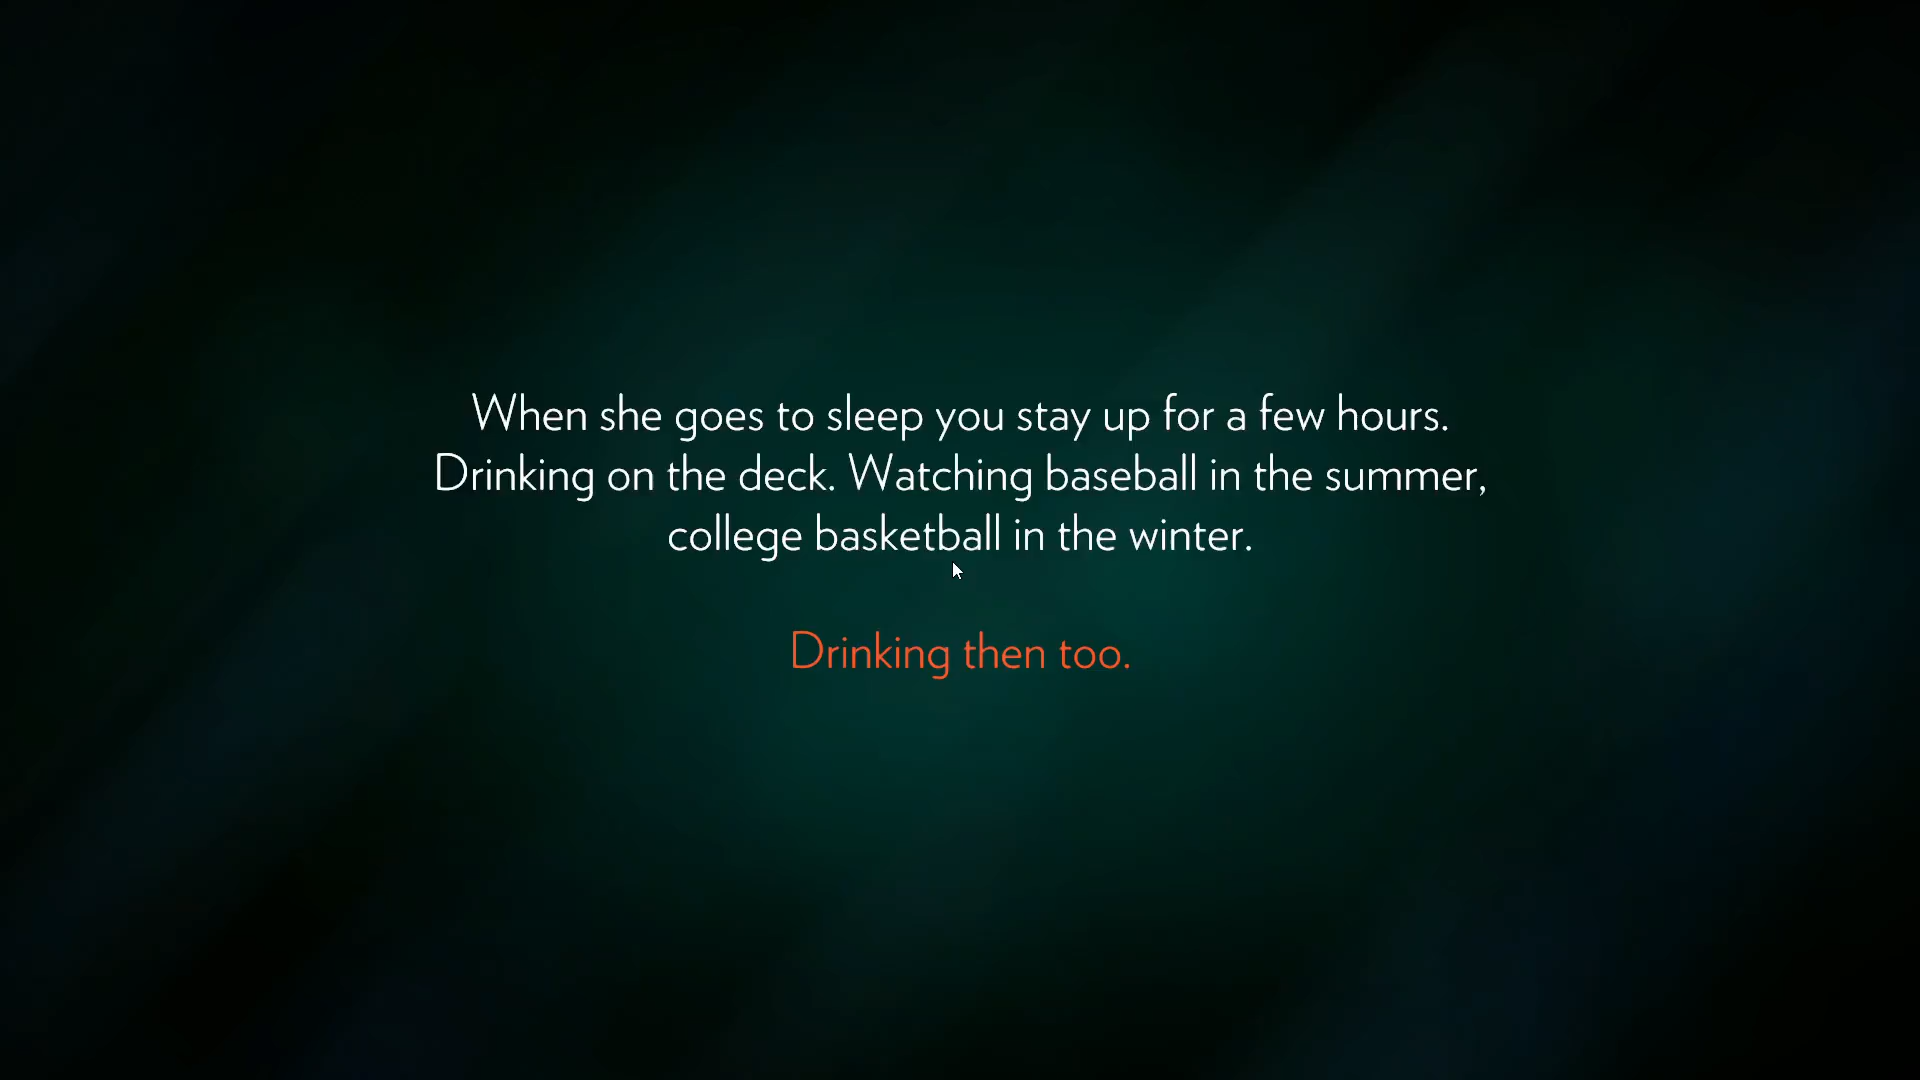 When she goes to sleep you stay up for a few hours.
Drinking on the deck. Watching baseball in the summer,
college basketball in the winter.
Drinking then too.